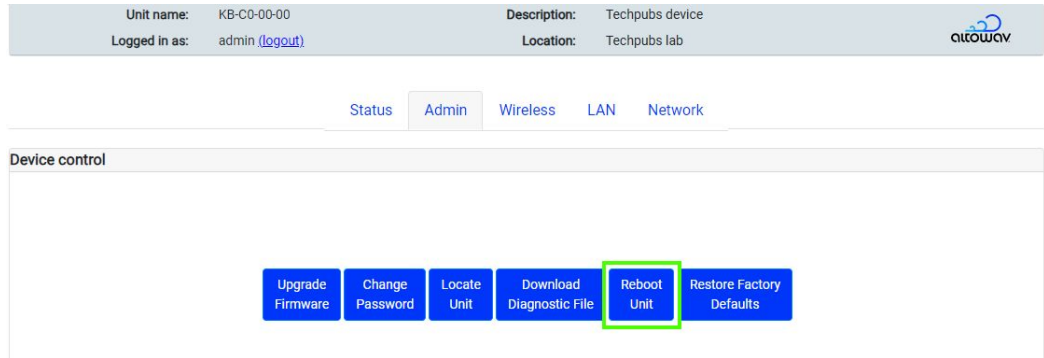 Unit name: KB-C0-00-00 Description: Techpubs device
Logged in as: admin (logout) Location: Techpubs lab
altowav
Status Admin Wireless LAN Network
Device control
Upgrade Firmware
Change Password
Locate Unit
Download Diagnostic File
Reboot Unit
Restore Factory Defaults